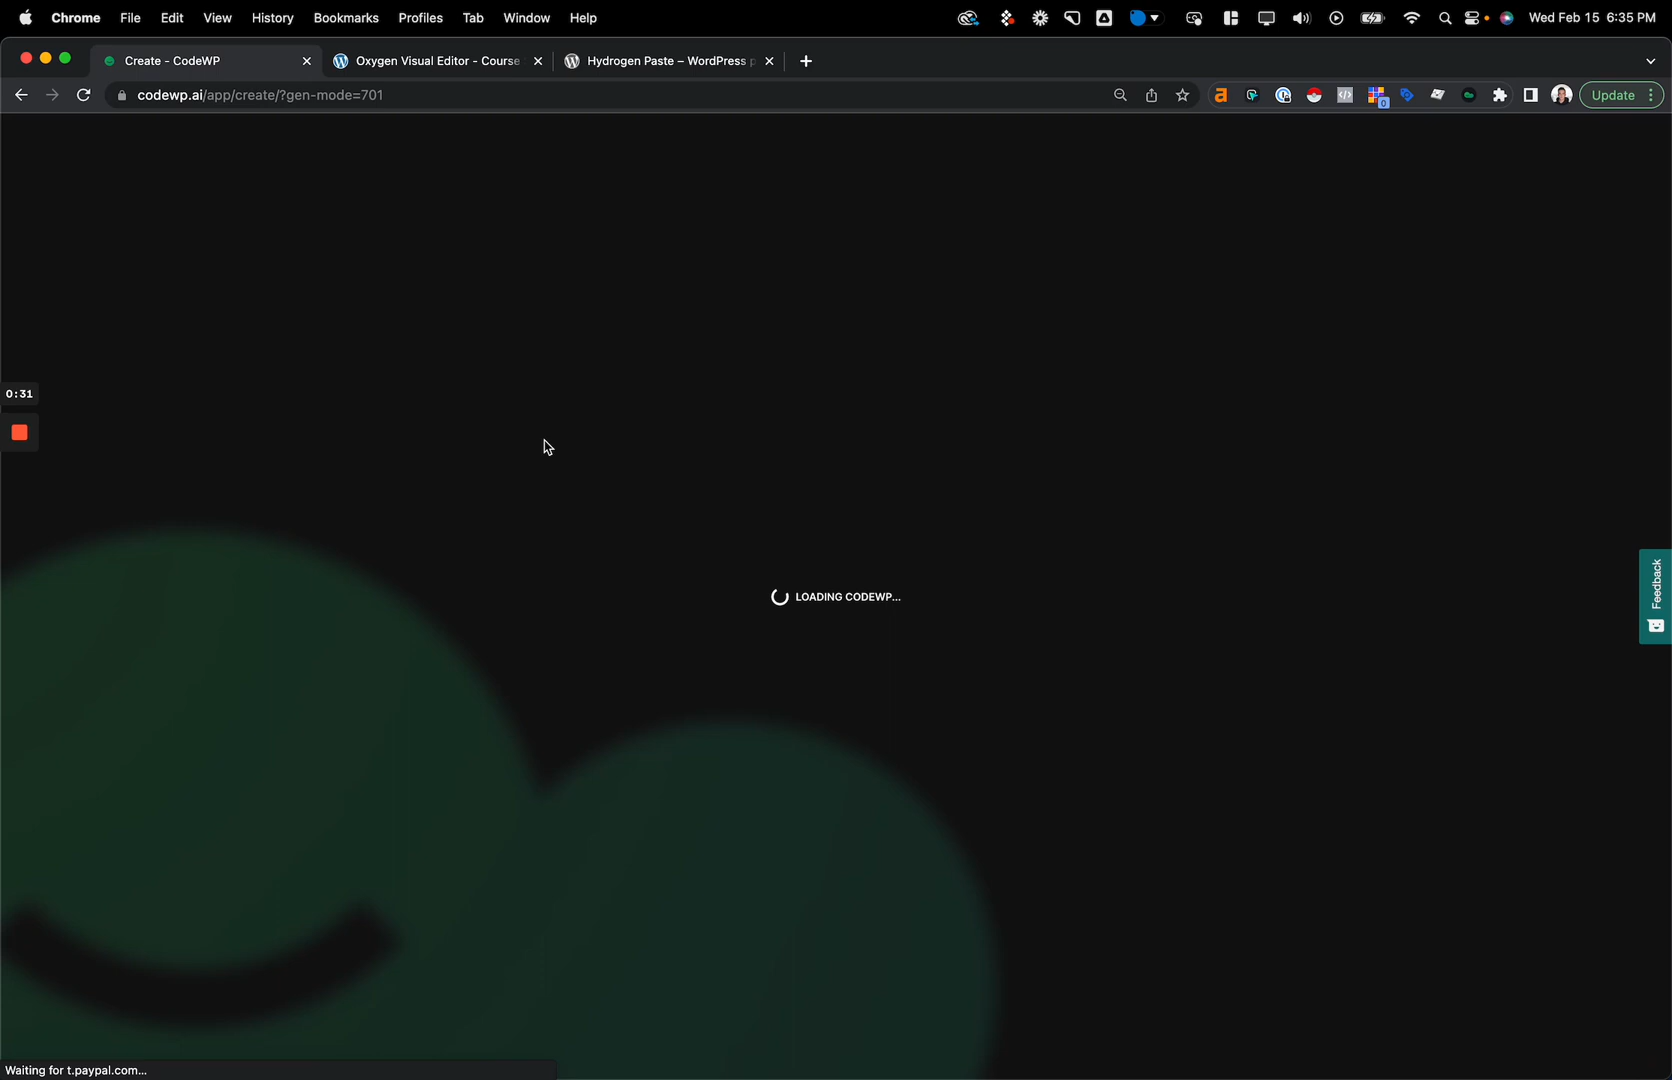 Chrome File Edit View History Bookmarks Profiles Tab Window Help Wed Feb 15 6:35 PM
Create - CodeWP Oxygen Visual Editor - Course Hydrogen Paste – WordPress p
codewp.ai/app/create/?gen-mode=701 0 Update
0:31
Feedback
LOADING CODEWP...
Waiting for t.paypal.com...